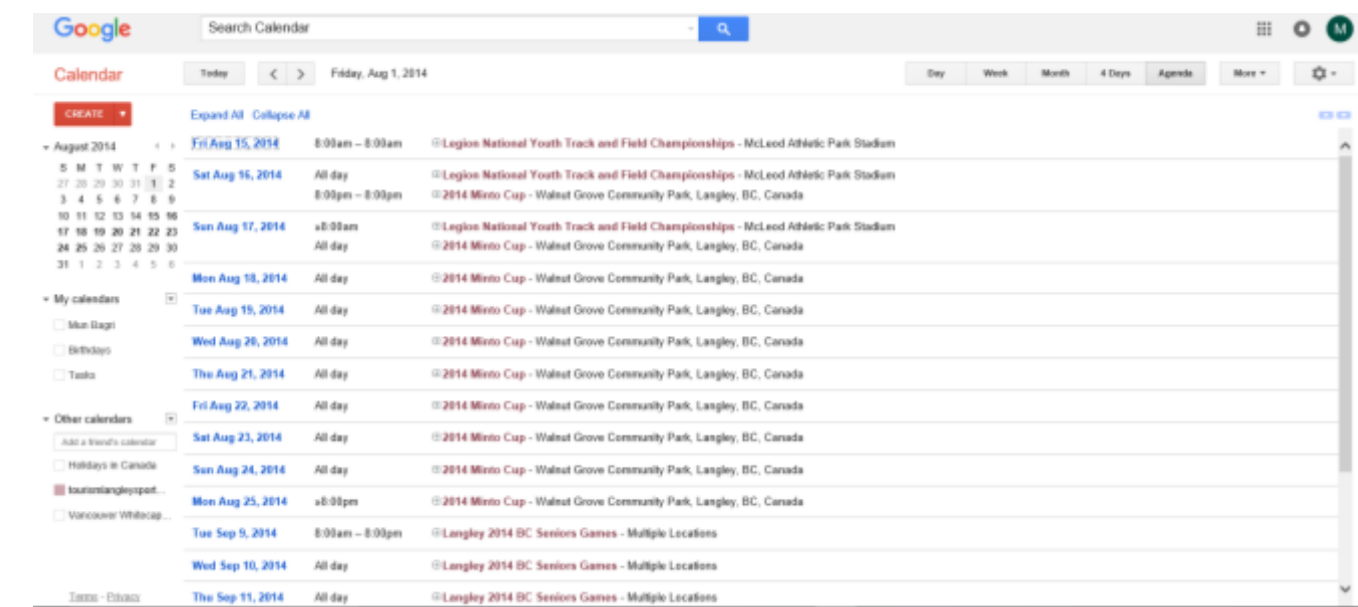 Google Search Calendar M
Calendar Today < > Friday, Aug 1, 2014 Day Week Month 4 Days Agenda More
CREATE Expand All Collapse All
August 2014
S M T W T F S
27 28 29 30 31 1 2
3 4 5 6 7 8 9
10 11 12 13 14 15 16
17 18 19 20 21 22 23
24 25 26 27 28 29 30
31 1 2 3 4 5 6
My calendars
Mun Bagri
Birthdays
Tasks
Other calendars
Add a friend's calendar
Holidays in Canada
tourismlangleysport...
Vancouver Whitecap...
Terms - Privacy
Fri Aug 15, 2014 8:00am – 8:00am Legion National Youth Track and Field Championships - McLeod Athletic Park Stadium
Sat Aug 16, 2014 All day Legion National Youth Track and Field Championships - McLeod Athletic Park Stadium
8:00pm – 8:00pm 2014 Minto Cup - Walnut Grove Community Park, Langley, BC, Canada
Sun Aug 17, 2014 »8:00am Legion National Youth Track and Field Championships - McLeod Athletic Park Stadium
All day 2014 Minto Cup - Walnut Grove Community Park, Langley, BC, Canada
Mon Aug 18, 2014 All day 2014 Minto Cup - Walnut Grove Community Park, Langley, BC, Canada
Tue Aug 19, 2014 All day 2014 Minto Cup - Walnut Grove Community Park, Langley, BC, Canada
Wed Aug 20, 2014 All day 2014 Minto Cup - Walnut Grove Community Park, Langley, BC, Canada
Thu Aug 21, 2014 All day 2014 Minto Cup - Walnut Grove Community Park, Langley, BC, Canada
Fri Aug 22, 2014 All day 2014 Minto Cup - Walnut Grove Community Park, Langley, BC, Canada
Sat Aug 23, 2014 All day 2014 Minto Cup - Walnut Grove Community Park, Langley, BC, Canada
Sun Aug 24, 2014 All day 2014 Minto Cup - Walnut Grove Community Park, Langley, BC, Canada
Mon Aug 25, 2014 »8:00pm 2014 Minto Cup - Walnut Grove Community Park, Langley, BC, Canada
Tue Sep 9, 2014 8:00am – 8:00pm Langley 2014 BC Seniors Games - Multiple Locations
Wed Sep 10, 2014 All day Langley 2014 BC Seniors Games - Multiple Locations
Thu Sep 11, 2014 All day Langley 2014 BC Seniors Games - Multiple Locations